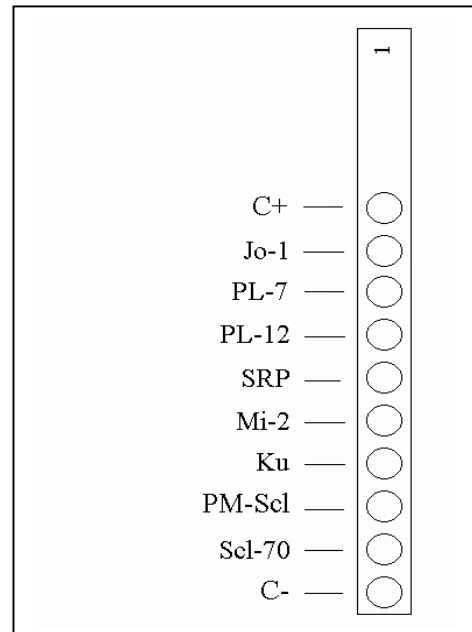 1
C+
Jo-1
PL-7
PL-12
SRP
Mi-2
Ku
PM-Scl
Scl-70
C-